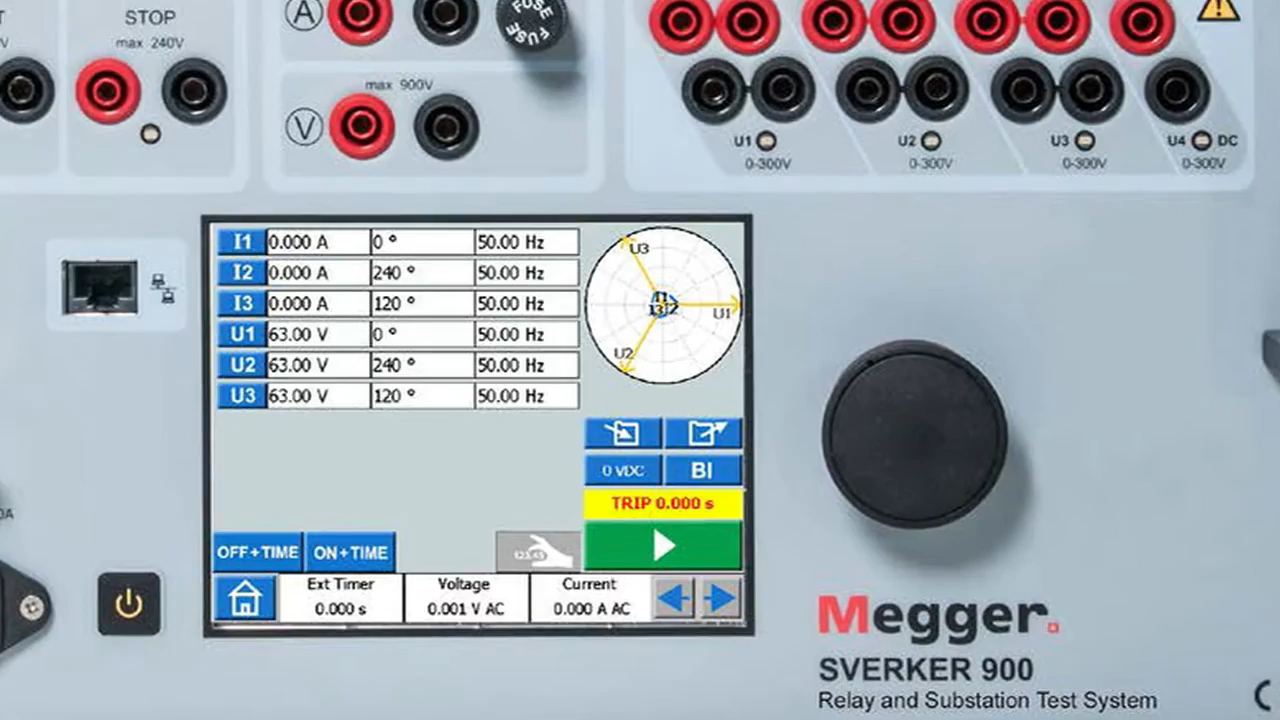 STOP
max 240V
V
A
FUSE
FUSE
max 900V
V
U1
0-300V
U2
0-300V
U3
0-300V
U4 DC
0-300V
I1 0.000 A 0 ° 50.00 Hz
I2 0.000 A 240 ° 50.00 Hz
I3 0.000 A 120 ° 50.00 Hz
U1 63.00 V 0 ° 50.00 Hz
U2 63.00 V 240 ° 50.00 Hz
U3 63.00 V 120 ° 50.00 Hz
U3
U1
U2
0 VDC
BI
TRIP 0.000 s
OFF+TIME
ON+TIME
Ext Timer
0.000 s
Voltage
0.001 V AC
Current
0.000 A AC
Megger.
SVERKER 900
Relay and Substation Test System